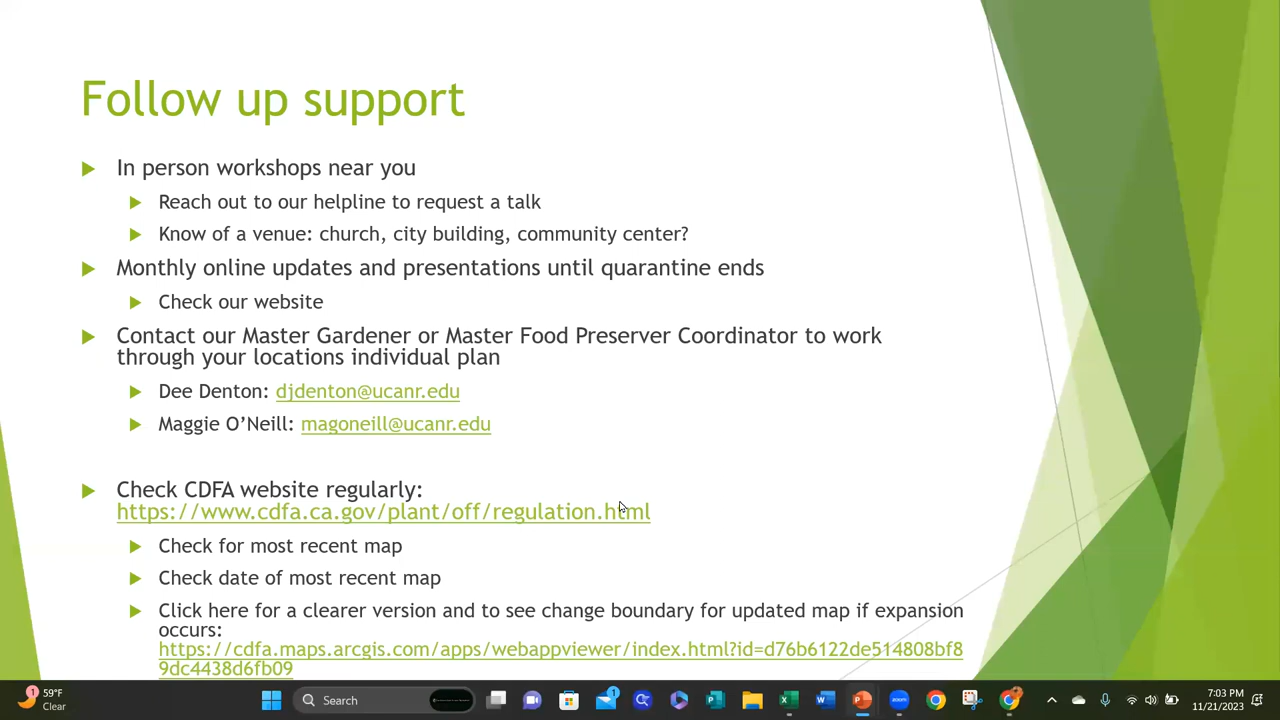 Follow up support
In person workshops near you
Reach out to our helpline to request a talk
Know of a venue: church, city building, community center?
Monthly online updates and presentations until quarantine ends
Check our website
Contact our Master Gardener or Master Food Preserver Coordinator to work
through your locations individual plan
Dee Denton: djdenton@ucanr.edu
Maggie O’Neill: magoneill@ucanr.edu
Check CDFA website regularly:
https://www.cdfa.ca.gov/plant/off/regulation.html
Check for most recent map
Check date of most recent map
Click here for a clearer version and to see change boundary for updated map if expansion
occurs:
https://cdfa.maps.arcgis.com/apps/webappviewer/index.html?id=d76b6122de514808bf8
9dc4438d6fb09
1
59°F
Clear
Search
1
7:03 PM
11/21/2023